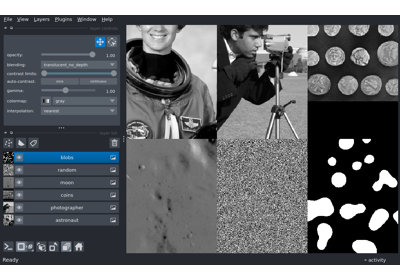 File View Layers Plugins Window Help
opacity: 1.00
blending: translucent_no_depth
contrast limits:
auto-contrast: once continuous
gamma: 1.00
colormap: gray
interpolation: nearest
blobs
random
moon
coins
photographer
astronaut
Ready activity